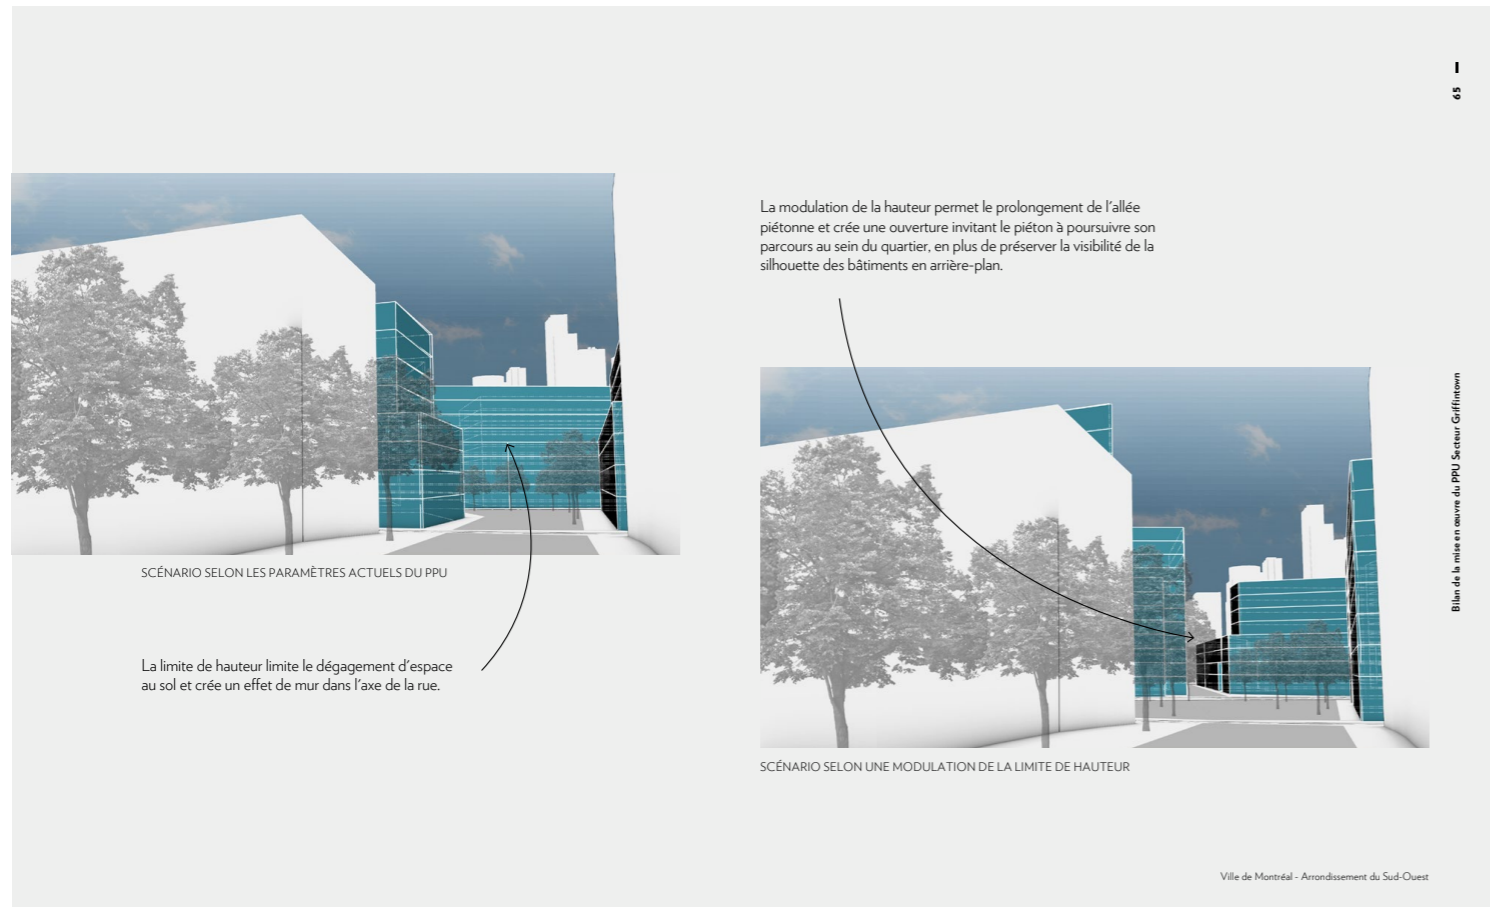 65
La modulation de la hauteur permet le prolongement de l'allée
piétonne et crée une ouverture invitant le piéton à poursuivre son
parcours au sein du quartier, en plus de préserver la visibilité de la
silhouette des bâtiments en arrière-plan.
SCÉNARIO SELON LES PARAMÈTRES ACTUELS DU PPU
La limite de hauteur limite le dégagement d'espace
au sol et crée un effet de mur dans l'axe de la rue.
SCÉNARIO SELON UNE MODULATION DE LA LIMITE DE HAUTEUR
Bilan de la mise en œuvre du PPU Secteur Griffintown
Ville de Montréal - Arrondissement du Sud-Ouest